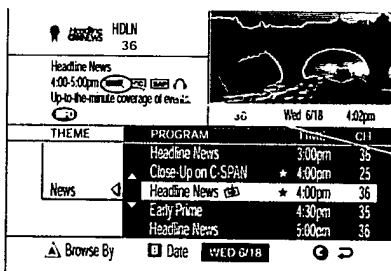 HDLN
36
Headline News
4:00-5:00pm
Up-to-the-minute coverage of events.
36 Wed 6/18 4:02pm
THEME PROGRAM TIME CH
Headline News 3:00pm 35
Close-Up on C-SPAN ★ 4:00pm 25
News Headline News ★ 4:00pm 36
Early Prime 4:30pm 35
Headline News 5:00pm 36
Browse By B Date WED 6/18